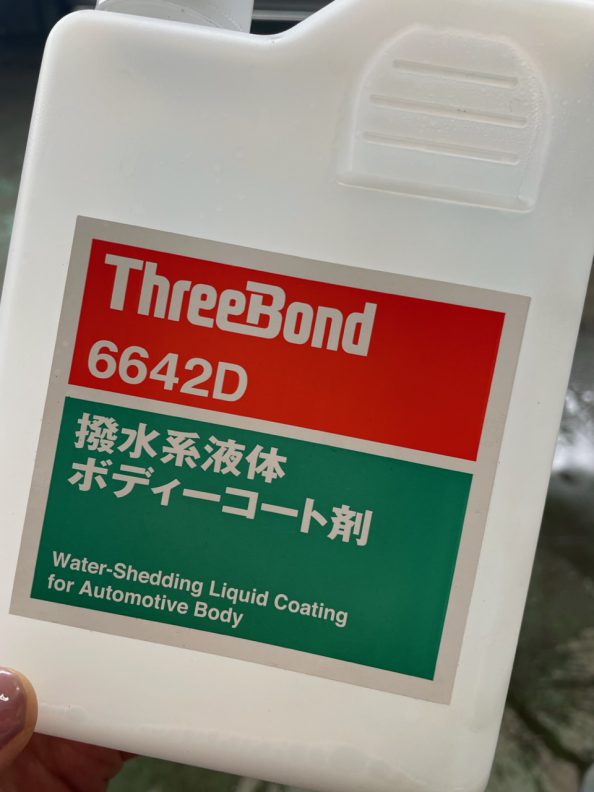 ThreeBond
6642D
撥水系液体
ボディーコート剤
Water-Shedding Liquid Coating
for Automotive Body